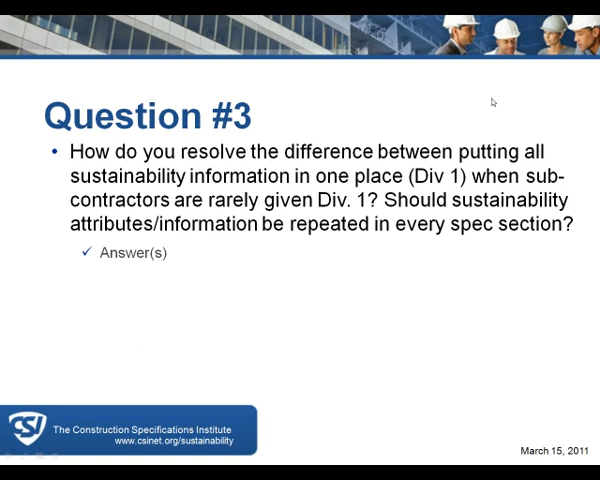 Question #3
• How do you resolve the difference between putting all
sustainability information in one place (Div 1) when sub-
contractors are rarely given Div. 1? Should sustainability
attributes/information be repeated in every spec section?
✓ Answer(s)
CSI
The Construction Specifications Institute
www.csinet.org/sustainability
March 15, 2011